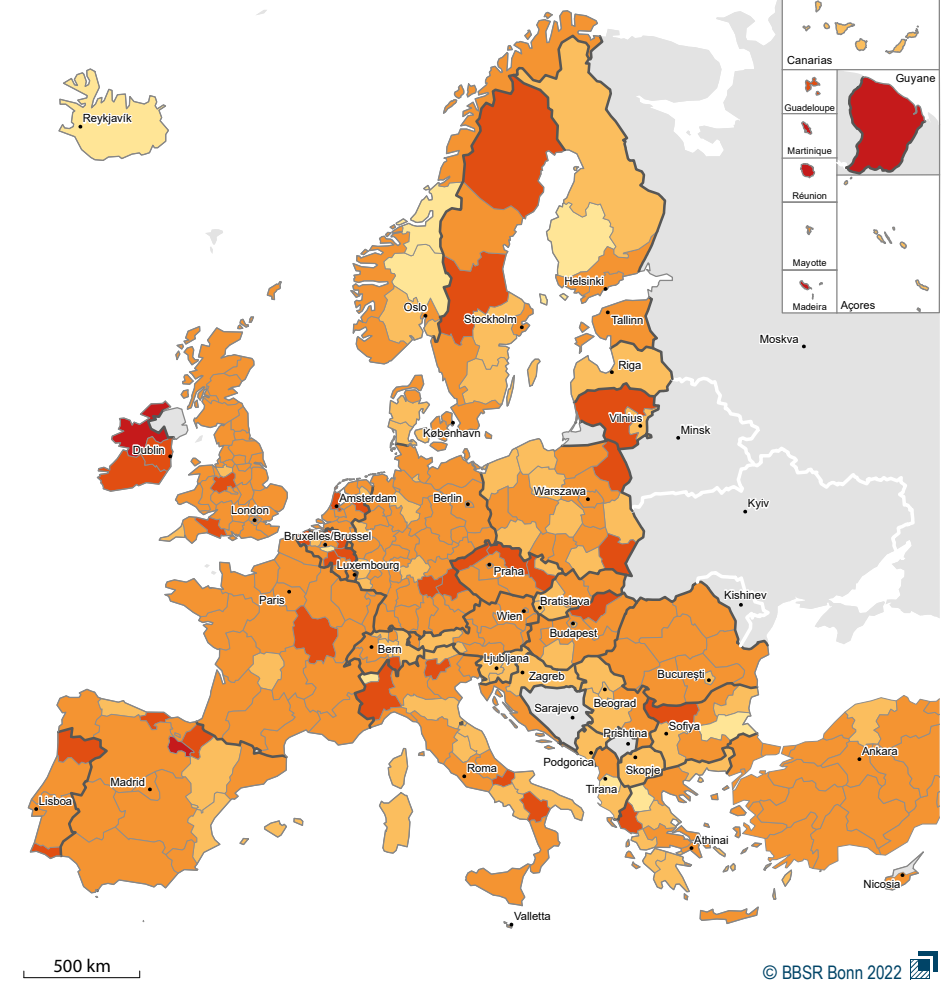 Canarias
Guyane
Guadeloupe
Martinique
Réunion
Mayotte
Madeira
Açores
Reykjavík
Helsinki
Oslo
Stockholm
Tallinn
Moskva
Riga
Vilnius
Minsk
København
Dublin
Amsterdam
Berlin
Warszawa
London
Kyiv
Bruxelles/Brussel
Luxembourg
Praha
Paris
Kishinev
Bratislava
Wien
Budapest
Bern
Ljubljana
Zagreb
Bucureşti
Beograd
Sarajevo
Sofiya
Prishtina
Ankara
Podgorica
Skopje
Roma
Madrid
Tirana
Lisboa
Athinai
Nicosia
Valletta
500 km
© BBSR Bonn 2022